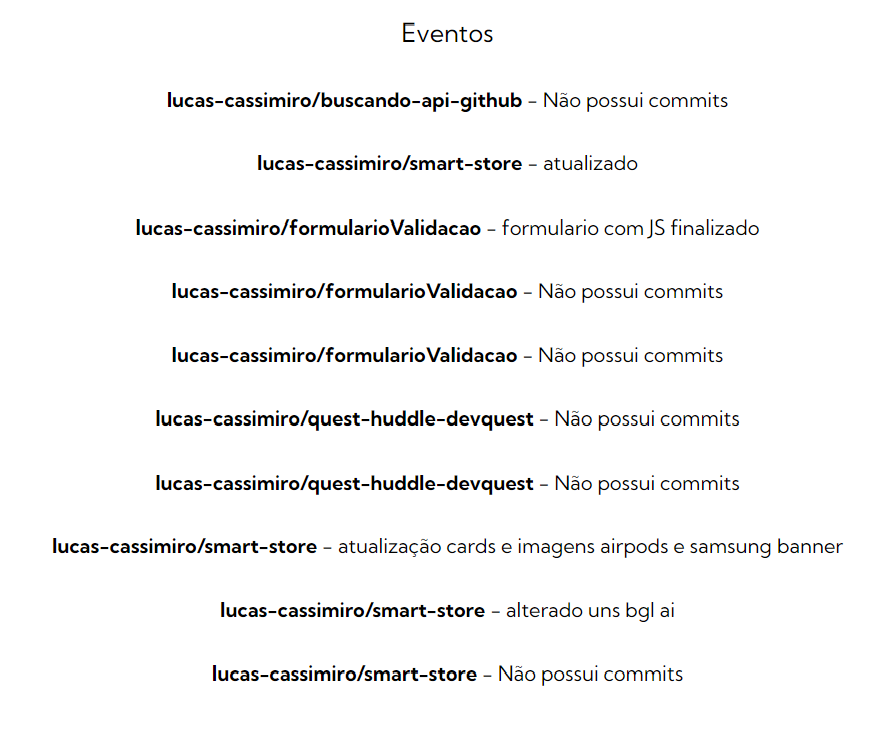 Eventos
lucas-cassimiro/buscando-api-github - Não possui commits
lucas-cassimiro/smart-store - atualizado
lucas-cassimiro/formularioValidacao - formulario com JS finalizado
lucas-cassimiro/formularioValidacao - Não possui commits
lucas-cassimiro/formularioValidacao - Não possui commits
lucas-cassimiro/quest-huddle-devquest - Não possui commits
lucas-cassimiro/quest-huddle-devquest - Não possui commits
lucas-cassimiro/smart-store - atualização cards e imagens airpods e samsung banner
lucas-cassimiro/smart-store - alterado uns bgl ai
lucas-cassimiro/smart-store - Não possui commits